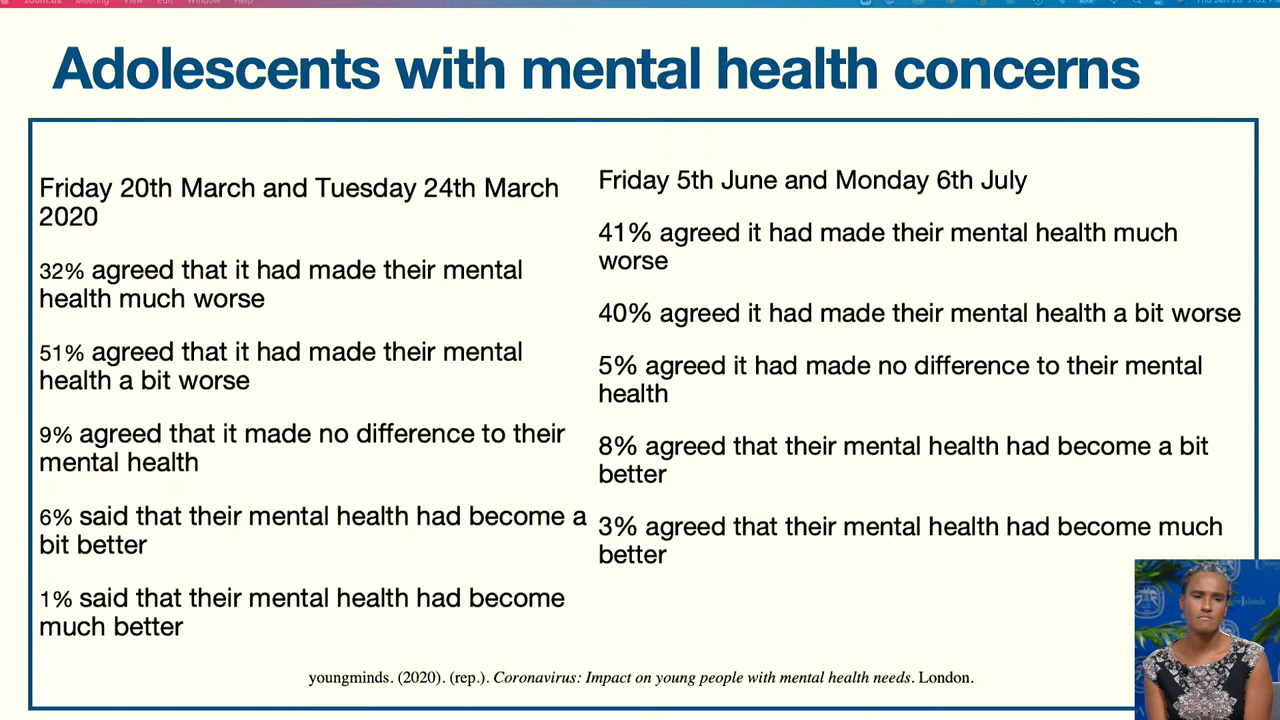 zoom.us Meeting View Edit Window Help
Adolescents with mental health concerns
Friday 20th March and Tuesday 24th March
2020
32% agreed that it had made their mental
health much worse
51% agreed that it had made their mental
health a bit worse
9% agreed that it made no difference to their
mental health
6% said that their mental health had become a
bit better
1% said that their mental health had become
much better
Friday 5th June and Monday 6th July
41% agreed it had made their mental health much
worse
40% agreed it had made their mental health a bit worse
5% agreed it had made no difference to their mental
health
8% agreed that their mental health had become a bit
better
3% agreed that their mental health had become much
better
youngminds. (2020). (rep.). Coronavirus: Impact on young people with mental health needs. London.